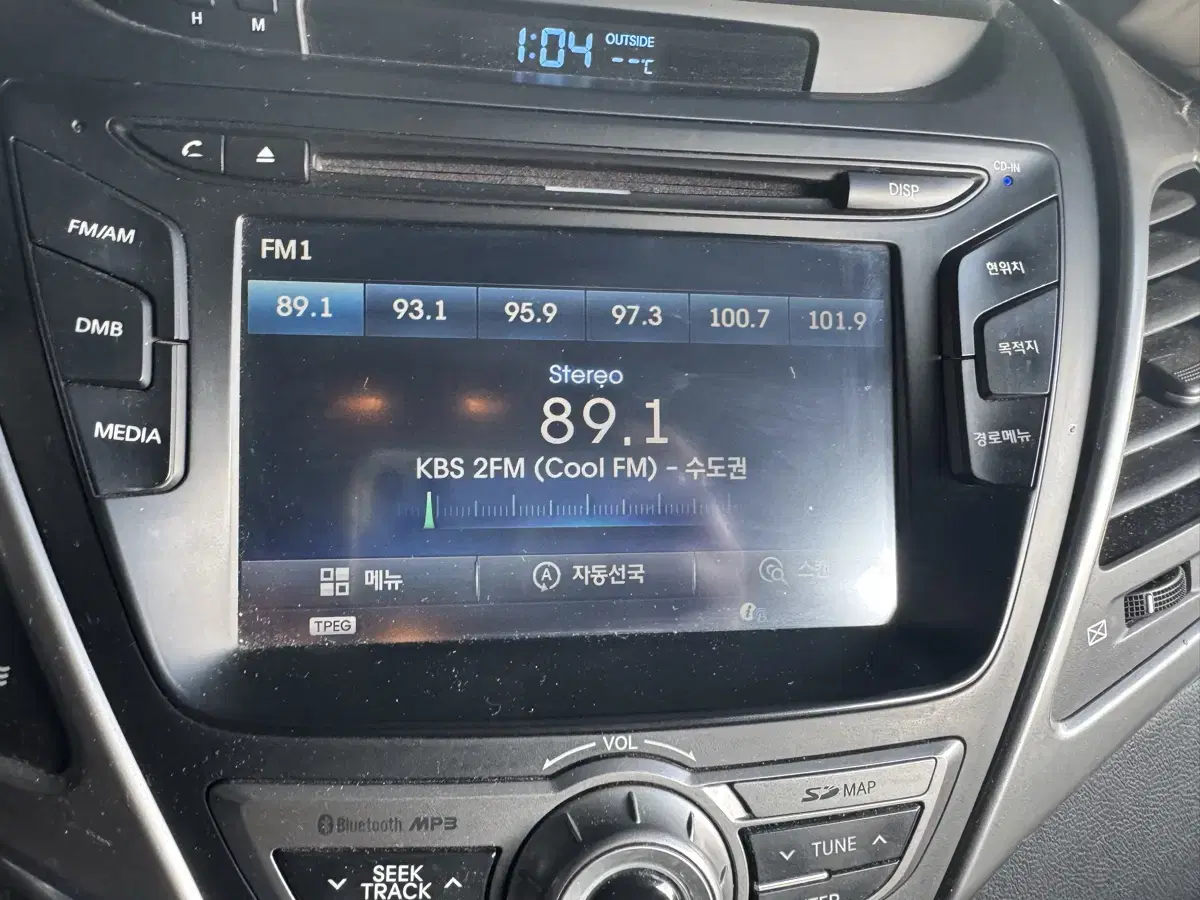 H M
1:04 OUTSIDE
--°C
CD-IN
DISP
FM/AM
DMB
MEDIA
FM1
89.1 93.1 95.9 97.3 100.7 101.9
Stereo
89.1
KBS 2FM (Cool FM) - 수도권
메뉴 A 자동선국
TPEG
i
현위치
목적지
경로메뉴
VOL
SD MAP
Bluetooth MP3
TUNE
SEEK
TRACK